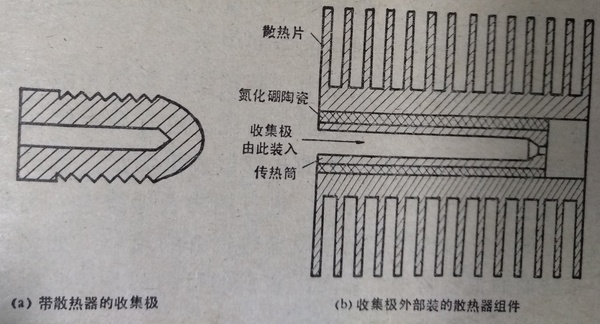 散热片
氮化硼陶瓷
收集极
由此装入
传热筒
(a) 带散热器的收集极
(b) 收集极外部装的散热器组件